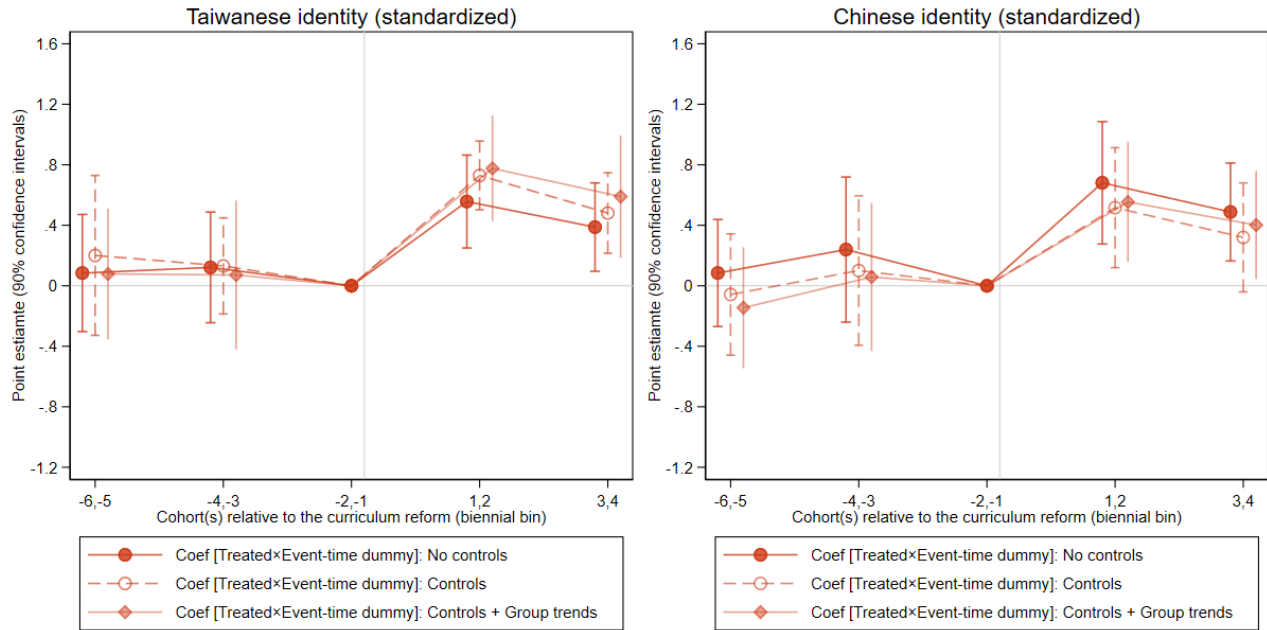 Taiwanese identity (standardized)
Point estiamte (90% confidence intervals)
1.6
1.2
.8
.4
0
-.4
-.8
-1.2
-6,-5
-4,-3
-2,-1
1,2
3,4
Cohort(s) relative to the curriculum reform (biennial bin)
Coef [Treated×Event-time dummy]: No controls
Coef [Treated×Event-time dummy]: Controls
Coef [Treated×Event-time dummy]: Controls + Group trends
Chinese identity (standardized)
Point estiamte (90% confidence intervals)
1.6
1.2
.8
.4
0
-.4
-.8
-1.2
-6,-5
-4,-3
-2,-1
1,2
3,4
Cohort(s) relative to the curriculum reform (biennial bin)
Coef [Treated×Event-time dummy]: No controls
Coef [Treated×Event-time dummy]: Controls
Coef [Treated×Event-time dummy]: Controls + Group trends